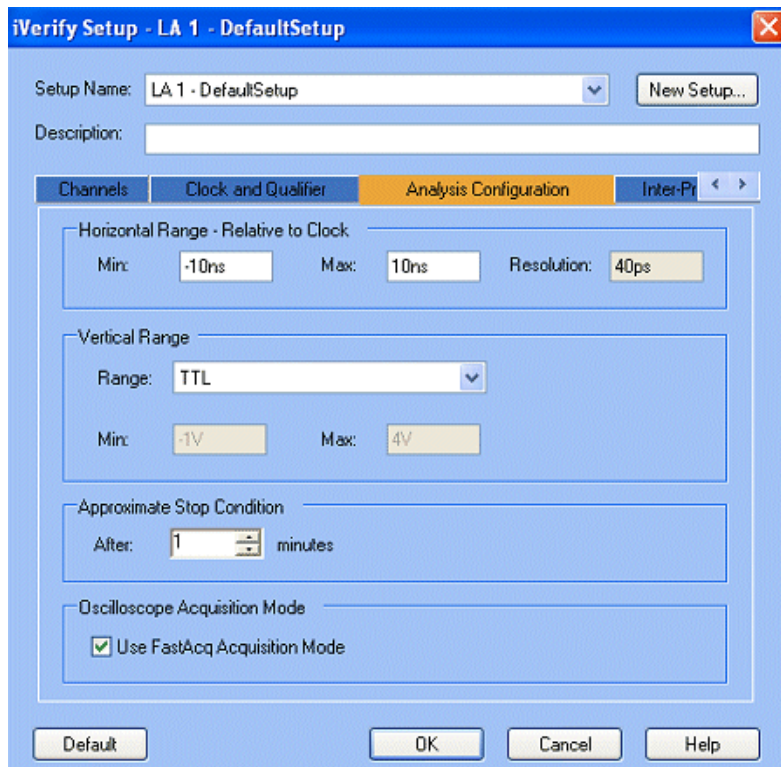 iVerify Setup - LA 1 - DefaultSetup
Setup Name: LA 1 - DefaultSetup New Setup...
Description:
Channels Clock and Qualifier Analysis Configuration Inter-Pr
Horizontal Range - Relative to Clock
Min: -10ns Max: 10ns Resolution: 40ps
Vertical Range
Range: TTL
Min: -1V Max: 4V
Approximate Stop Condition
After: 1 minutes
Oscilloscope Acquisition Mode
Use FastAcq Acquisition Mode
Default OK Cancel Help